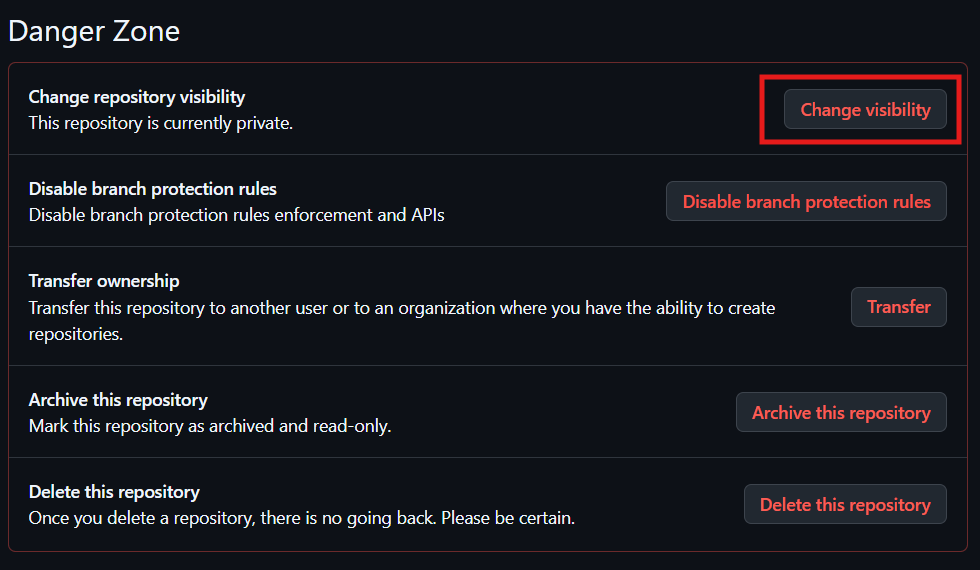 Danger Zone
Change repository visibility
This repository is currently private.
Change visibility
Disable branch protection rules
Disable branch protection rules enforcement and APIs
Disable branch protection rules
Transfer ownership
Transfer this repository to another user or to an organization where you have the ability to create
repositories.
Transfer
Archive this repository
Mark this repository as archived and read-only.
Archive this repository
Delete this repository
Once you delete a repository, there is no going back. Please be certain.
Delete this repository